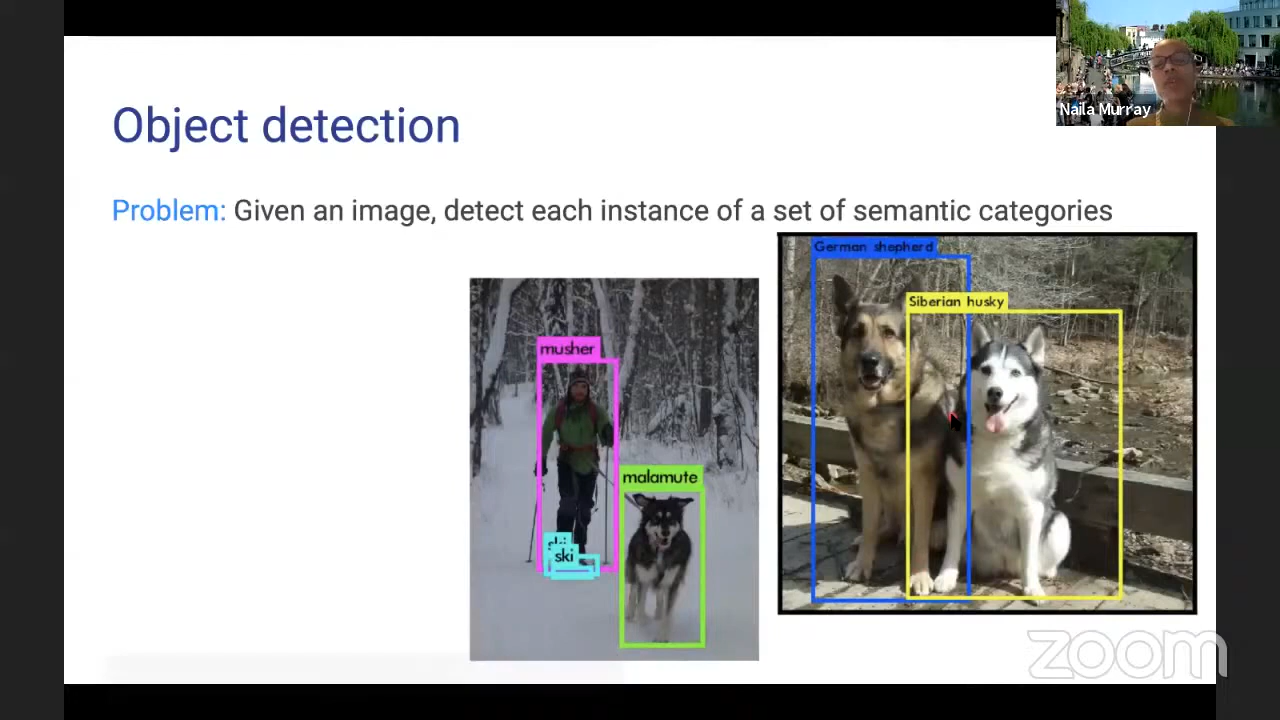 Naila Murray
Object detection
Problem: Given an image, detect each instance of a set of semantic categories
German shepherd
Siberian husky
musher
malamute
ski
ski
zoom